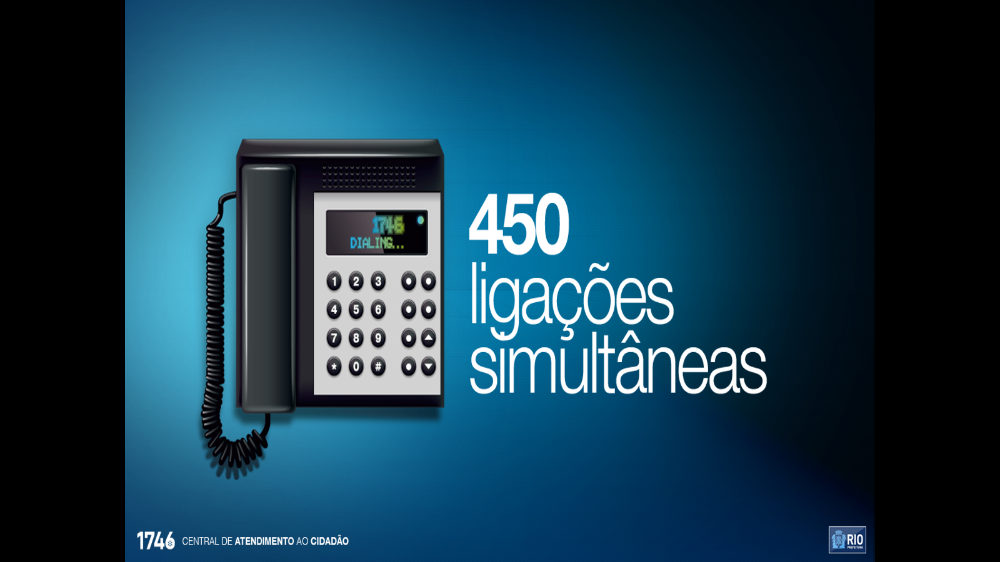 1746
DIALING...
1 2 3
4 5 6
7 8 9
* 0 #
450
ligações
simultâneas
1746 CENTRAL DE ATENDIMENTO AO CIDADÃO
RIO
PREFEITURA